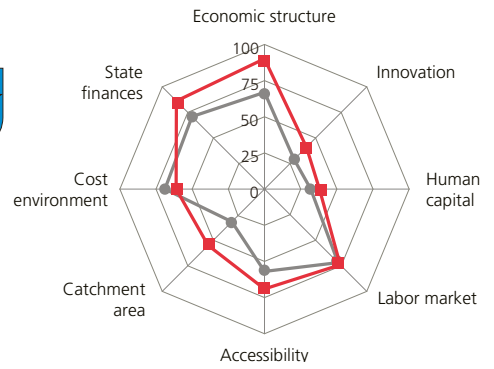 Economic structure
100
State
finances
Innovation
75
50
25
Cost
environment
0
Human
capital
Catchment
area
Labor market
Accessibility